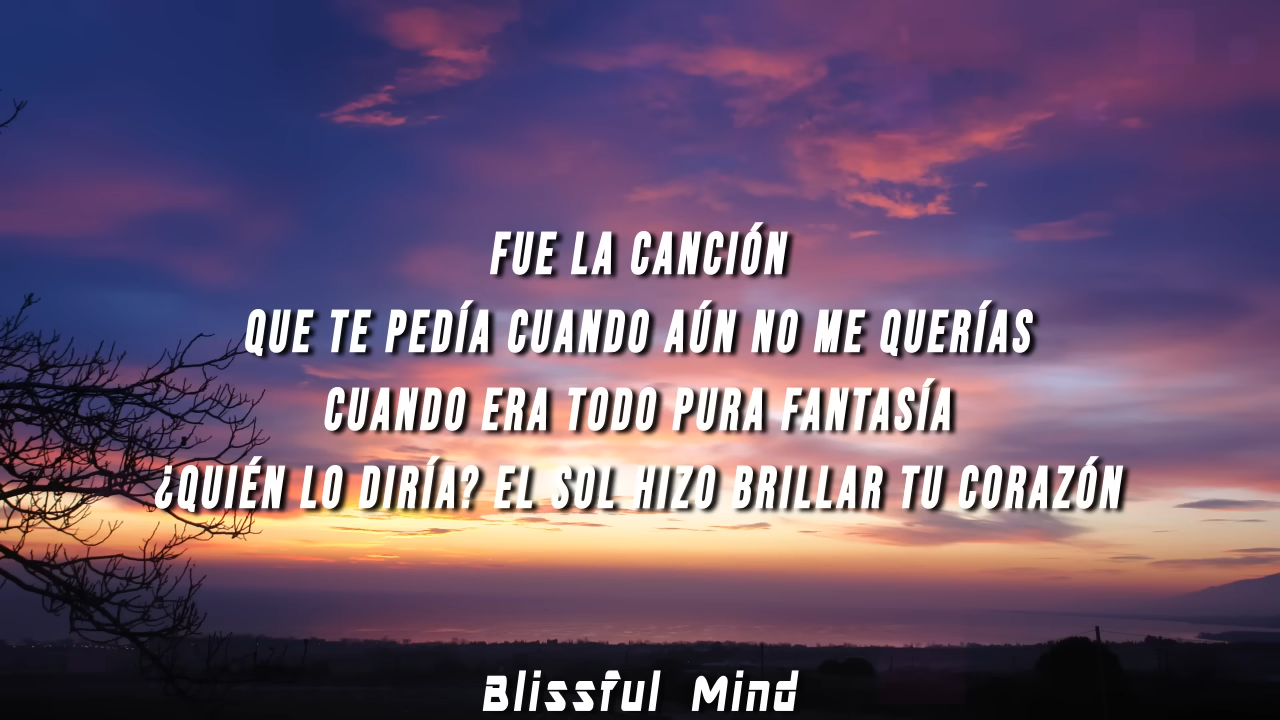 FUE LA CANCIÓN
QUE TE PEDÍA CUANDO AÚN NO ME QUERÍAS
CUANDO ERA TODO PURA FANTASÍA
¿QUIÉN LO DIRÍA? EL SOL HIZO BRILLAR TU CORAZÓN
Blissful Mind